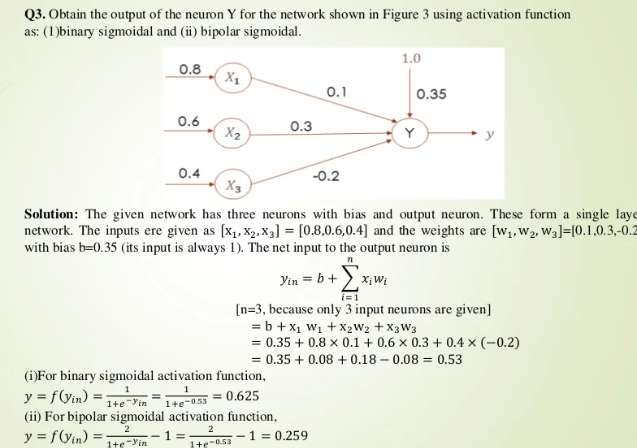 Q3. Obtain the output of the neuron Y for the network shown in Figure 3 using activation function
as: (1)binary sigmoidal and (ii) bipolar sigmoidal.
1.0
0.8
X₁
0.1
0.35
0.6
X₂
0.3
Y
y
0.4
X₃
-0.2
Solution: The given network has three neurons with bias and output neuron. These form a single laye
network. The inputs ere given as [x₁, x₂, x₃] = [0.8,0.6,0.4] and the weights are [w₁, w₂, w₃]=[0.1,0.3,-0.2
with bias b=0.35 (its input is always 1). The net input to the output neuron is
yin = b + ∑ⁿᵢ₌₁ xᵢwᵢ
[n=3, because only 3 input neurons are given]
= b + x₁ w₁ + x₂w₂ + x₃w₃
= 0.35 + 0.8 × 0.1 + 0.6 × 0.3 + 0.4 × (−0.2)
= 0.35 + 0.08 + 0.18 − 0.08 = 0.53
(i)For binary sigmoidal activation function,
y = f(yin) = 1/(1+e^−yin) = 1/(1+e^−0.53) = 0.625
(ii) For bipolar sigmoidal activation function,
y = f(yin) = 2/(1+e^−yin) − 1 = 2/(1+e^−0.53) − 1 = 0.259